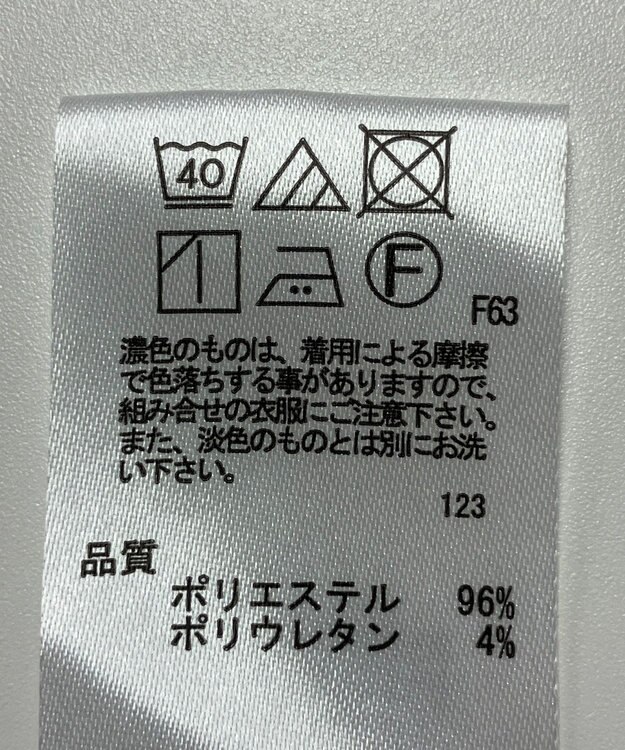 40
F
F63
濃色のものは、着用による摩擦
で色落ちする事がありますので、
組み合せの衣服にご注意下さい。
また、淡色のものとは別にお洗
い下さい。
123
品質
ポリエステル 96%
ポリウレタン 4%